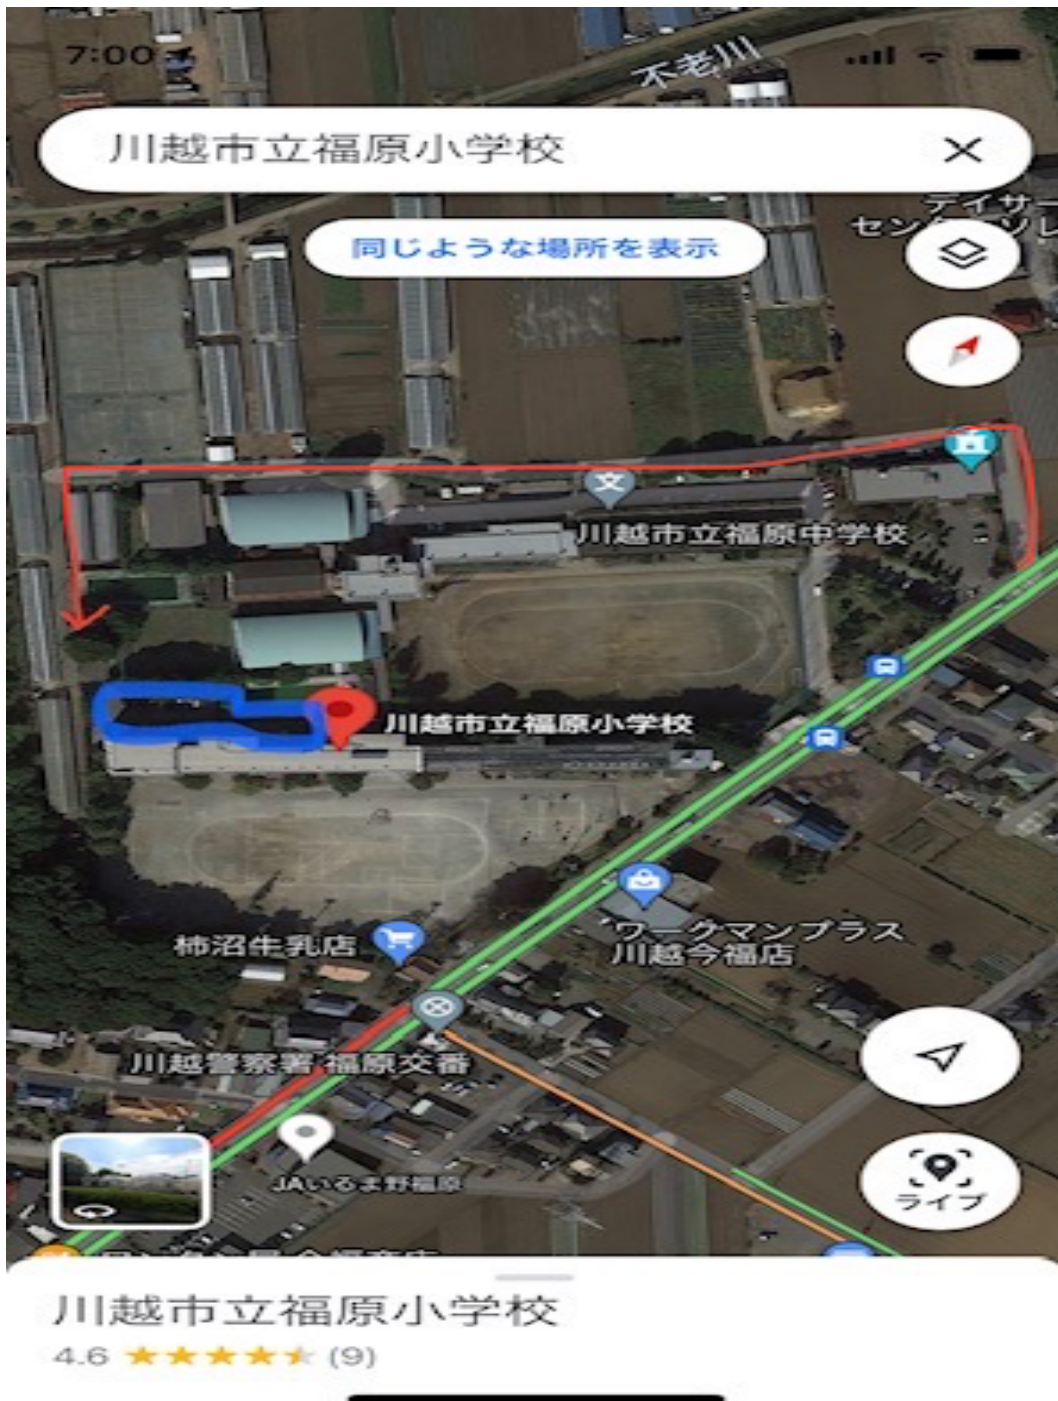 7:00
不老川
川越市立福原小学校
同じような場所を表示
デイサー
川越市立福原中学校
川越市立福原小学校
ワークマンプラス
川越今福店
柿沼牛乳店
川越警察署 福原交番
JAいるま野福原
ライブ
川越市立福原小学校
4.6 (9)